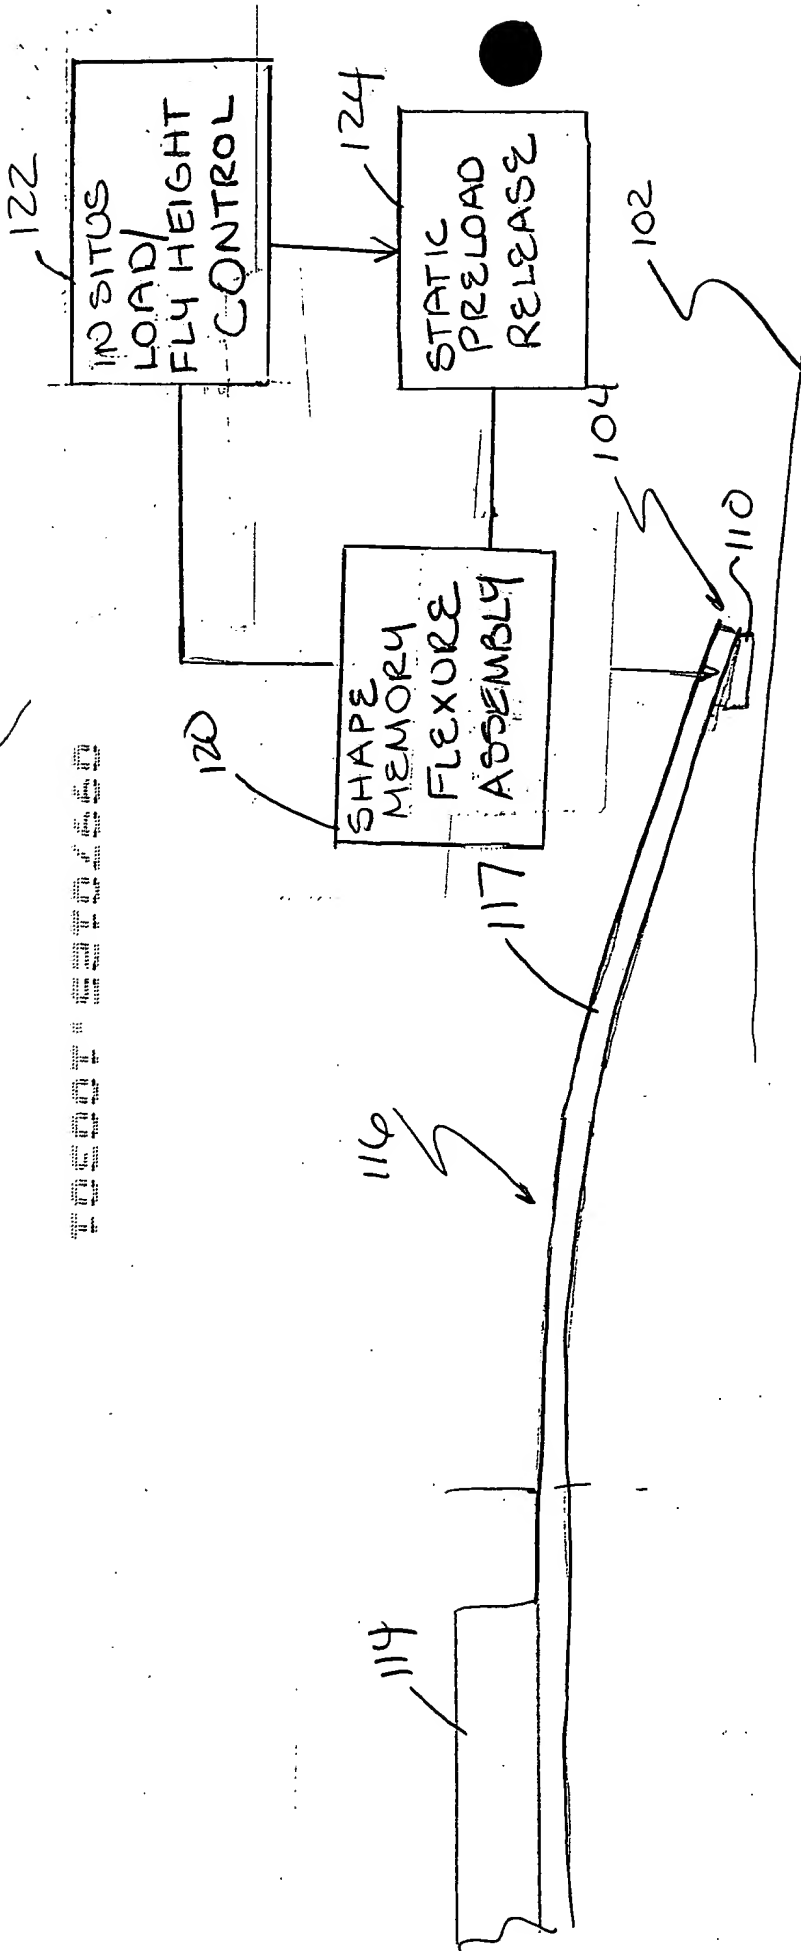 122
IN SITUS
LOAD/
FLY HEIGHT
CONTROL
124
STATIC
PRELOAD
RELEASE
120
SHAPE
MEMORY
FLEXURE
ASSEMBLY
104
102
110
117
116
114